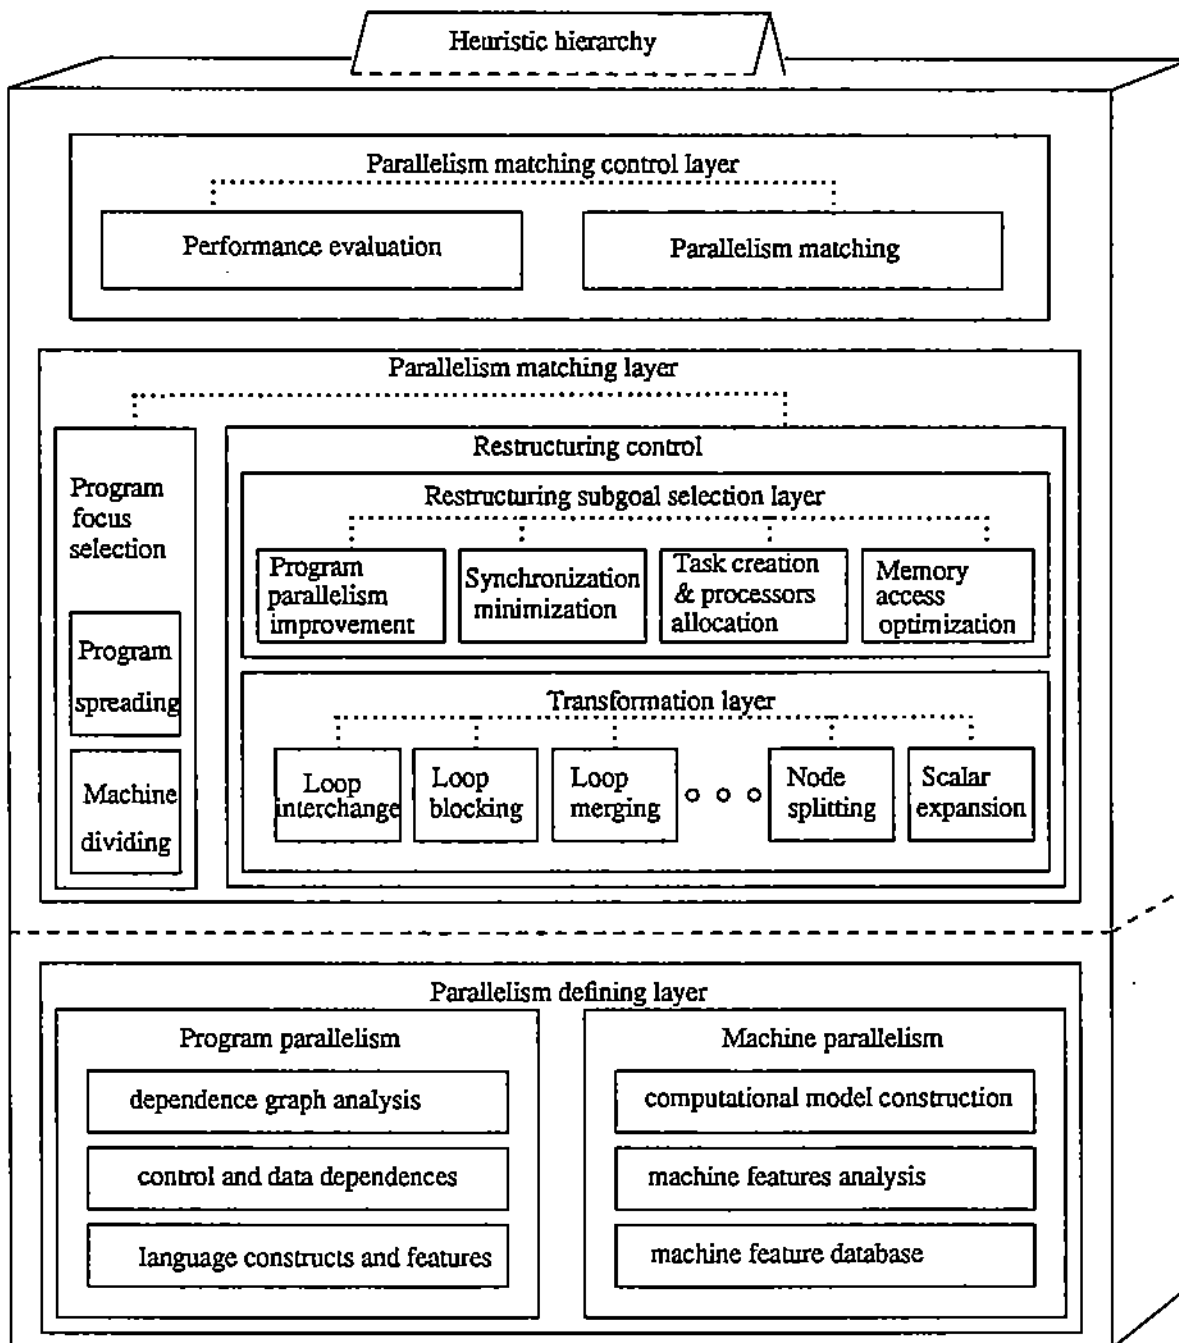 Heuristic hierarchy
Parallelism matching control layer
Performance evaluation
Parallelism matching
Parallelism matching layer
Program
focus
selection
Program
spreading
Machine
dividing
Restructuring control
Restructuring subgoal selection layer
Program
parallelism
improvement
Synchronization
minimization
Task creation
& processors
allocation
Memory
access
optimization
Transformation layer
Loop
interchange
Loop
blocking
Loop
merging
Node
splitting
Scalar
expansion
Parallelism defining layer
Program parallelism
dependence graph analysis
control and data dependences
language constructs and features
Machine parallelism
computational model construction
machine features analysis
machine feature database